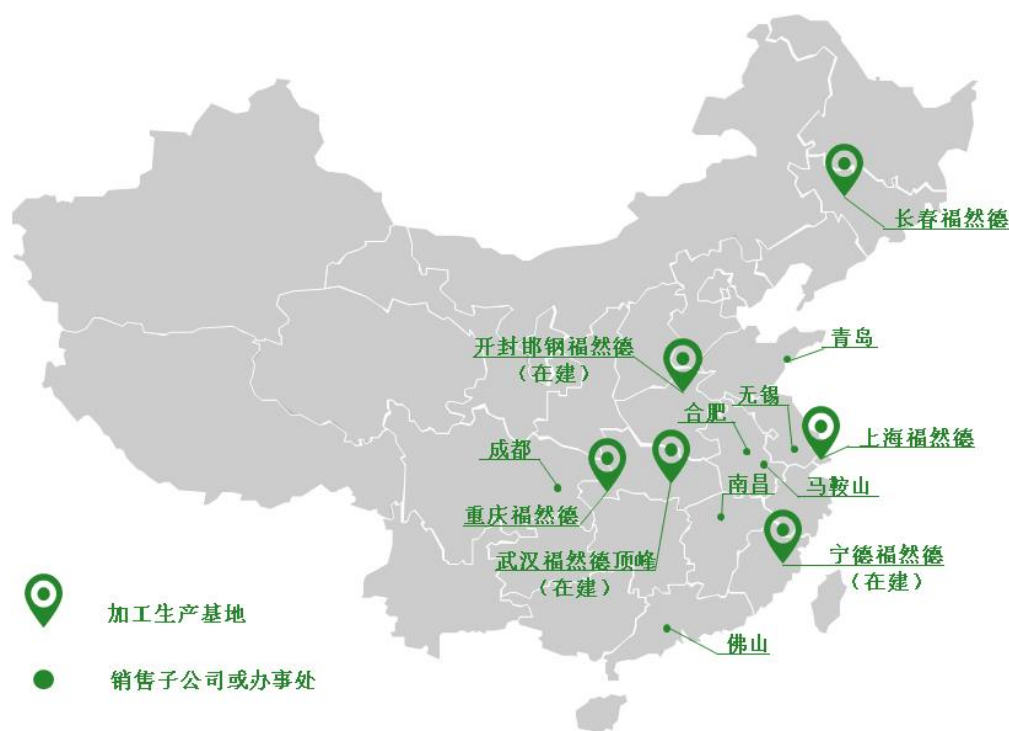 长春福然德
青岛
开封邯钢福然德
（在建）
无锡
合肥
上海福然德
成都
南昌
马鞍山
重庆福然德
武汉福然德顶峰
（在建）
宁德福然德
（在建）
加工生产基地
佛山
销售子公司或办事处